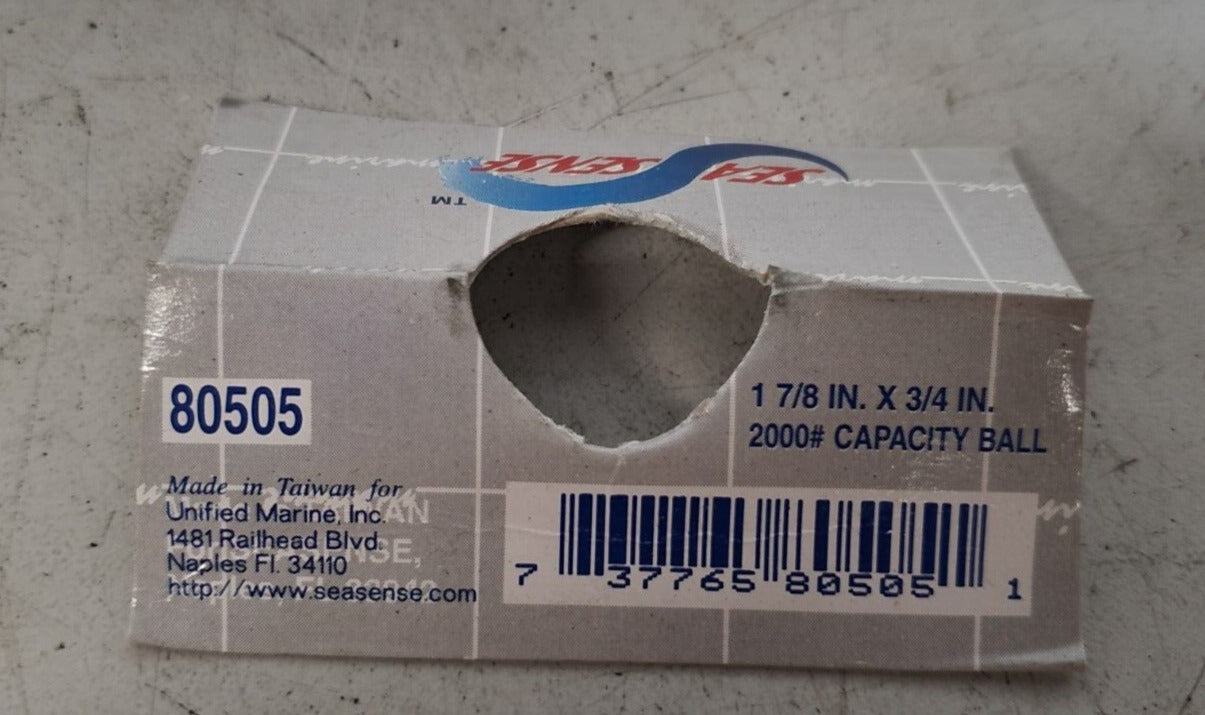 SEA SENSE
TM
80505
1 7/8 IN. X 3/4 IN.
2000# CAPACITY BALL
Made in Taiwan for
Unified Marine, Inc.
1481 Railhead Blvd.
Naples Fl. 34110
http://www.seasense.com
7 37765 80505 1